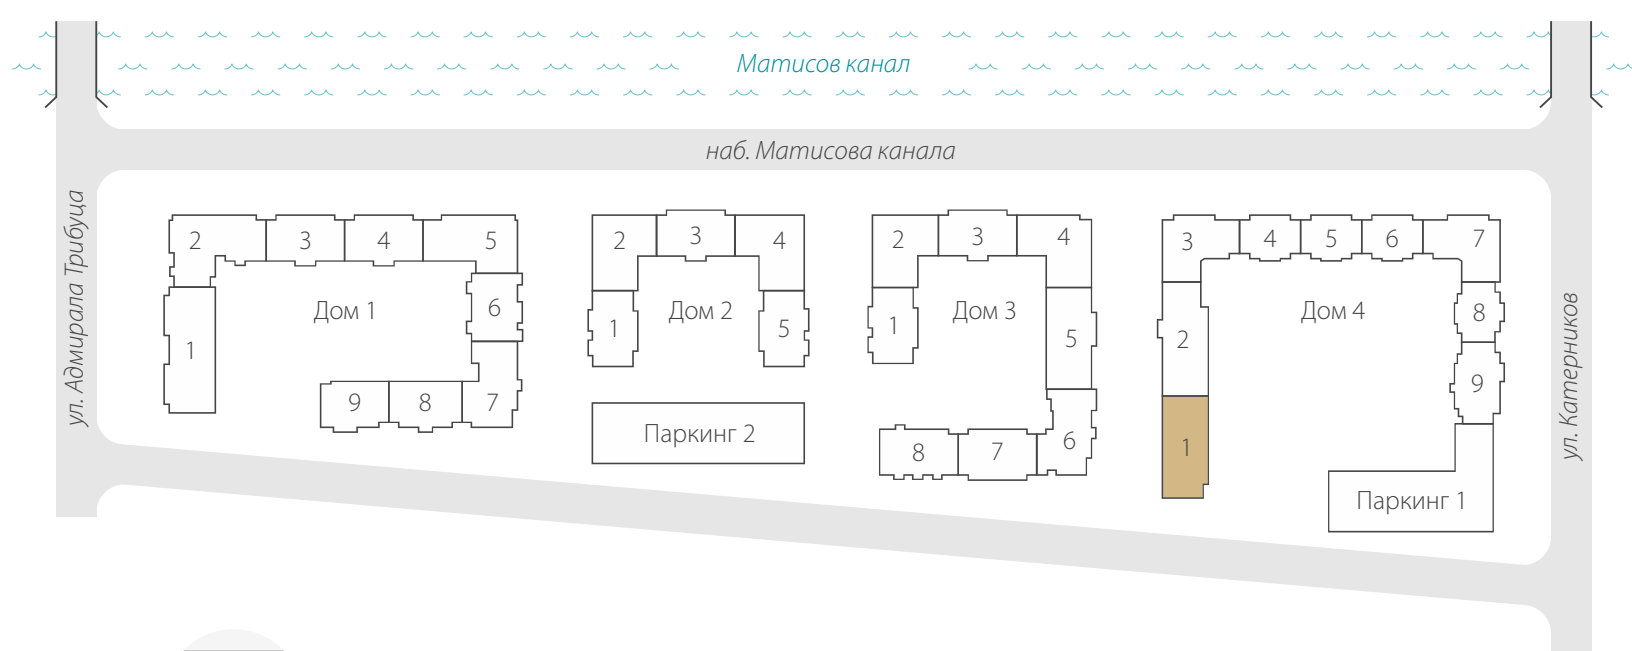 Матисов канал
наб. Матисова канала
ул. Адмирала Трибуца
2 3 4 5
Дом 1
6
1
9 8 7
2 3 4
Дом 2
1 5
Паркинг 2
2 3 4
Дом 3
1 5
6
8 7
3 4 5 6 7
Дом 4
8
2
9
1
Паркинг 1
ул. Катерников